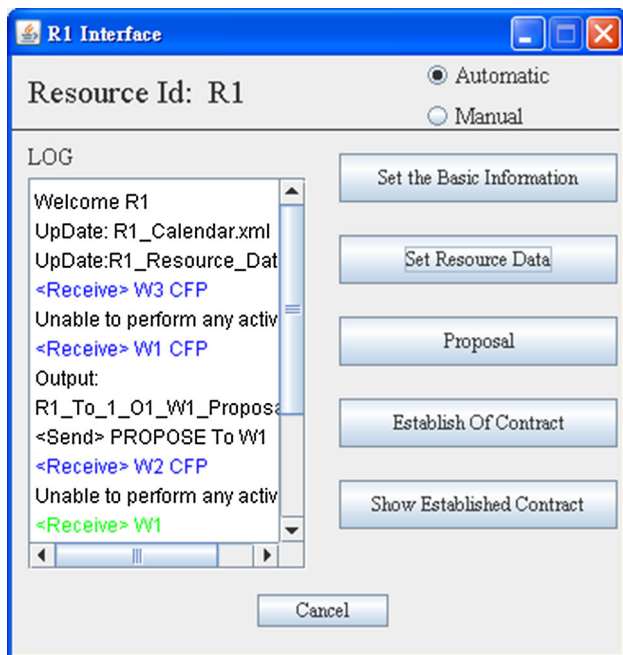 R1 Interface
Resource Id: R1
Automatic
Manual
LOG
Welcome R1
UpDate: R1_Calendar.xml
UpDate:R1_Resource_Dat
<Receive> W3 CFP
Unable to perform any activ
<Receive> W1 CFP
Output:
R1_To_1_O1_W1_Proposa
<Send> PROPOSE To W1
<Receive> W2 CFP
Unable to perform any activ
<Receive> W1
Set the Basic Information
Set Resource Data
Proposal
Establish Of Contract
Show Established Contract
Cancel